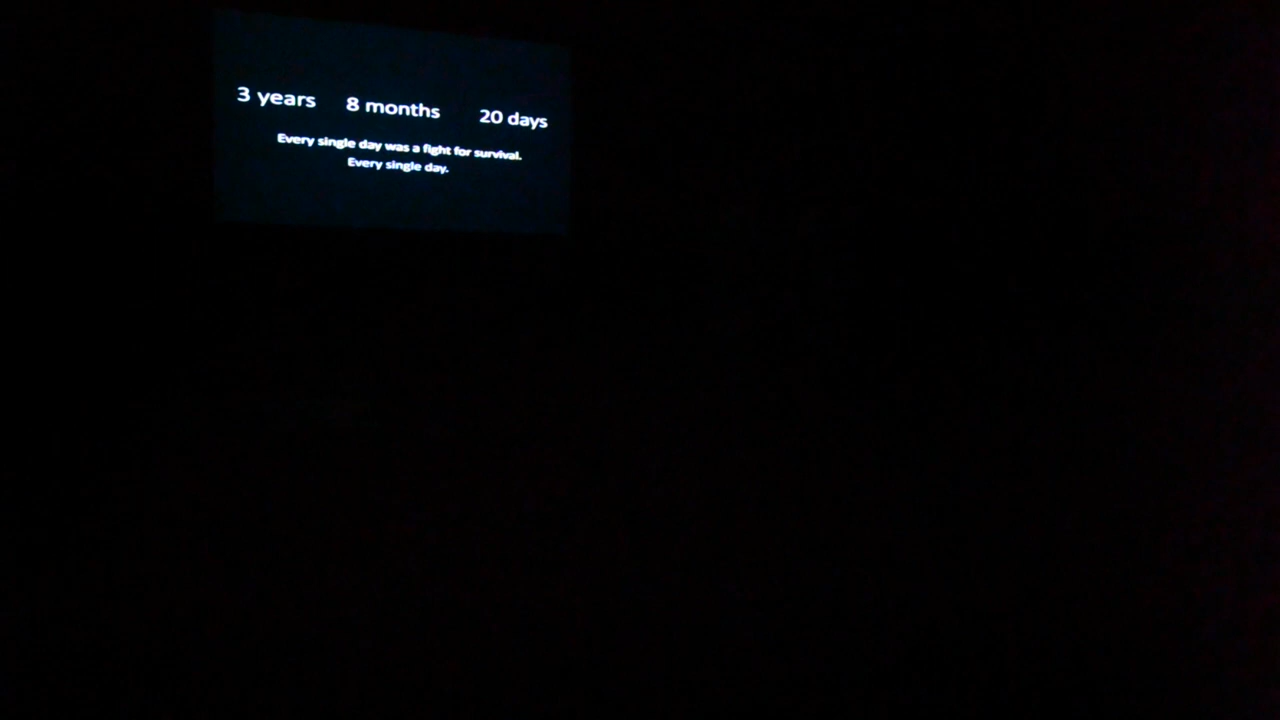 3 years 8 months 20 days
Every single day was a fight for survival.
Every single day.